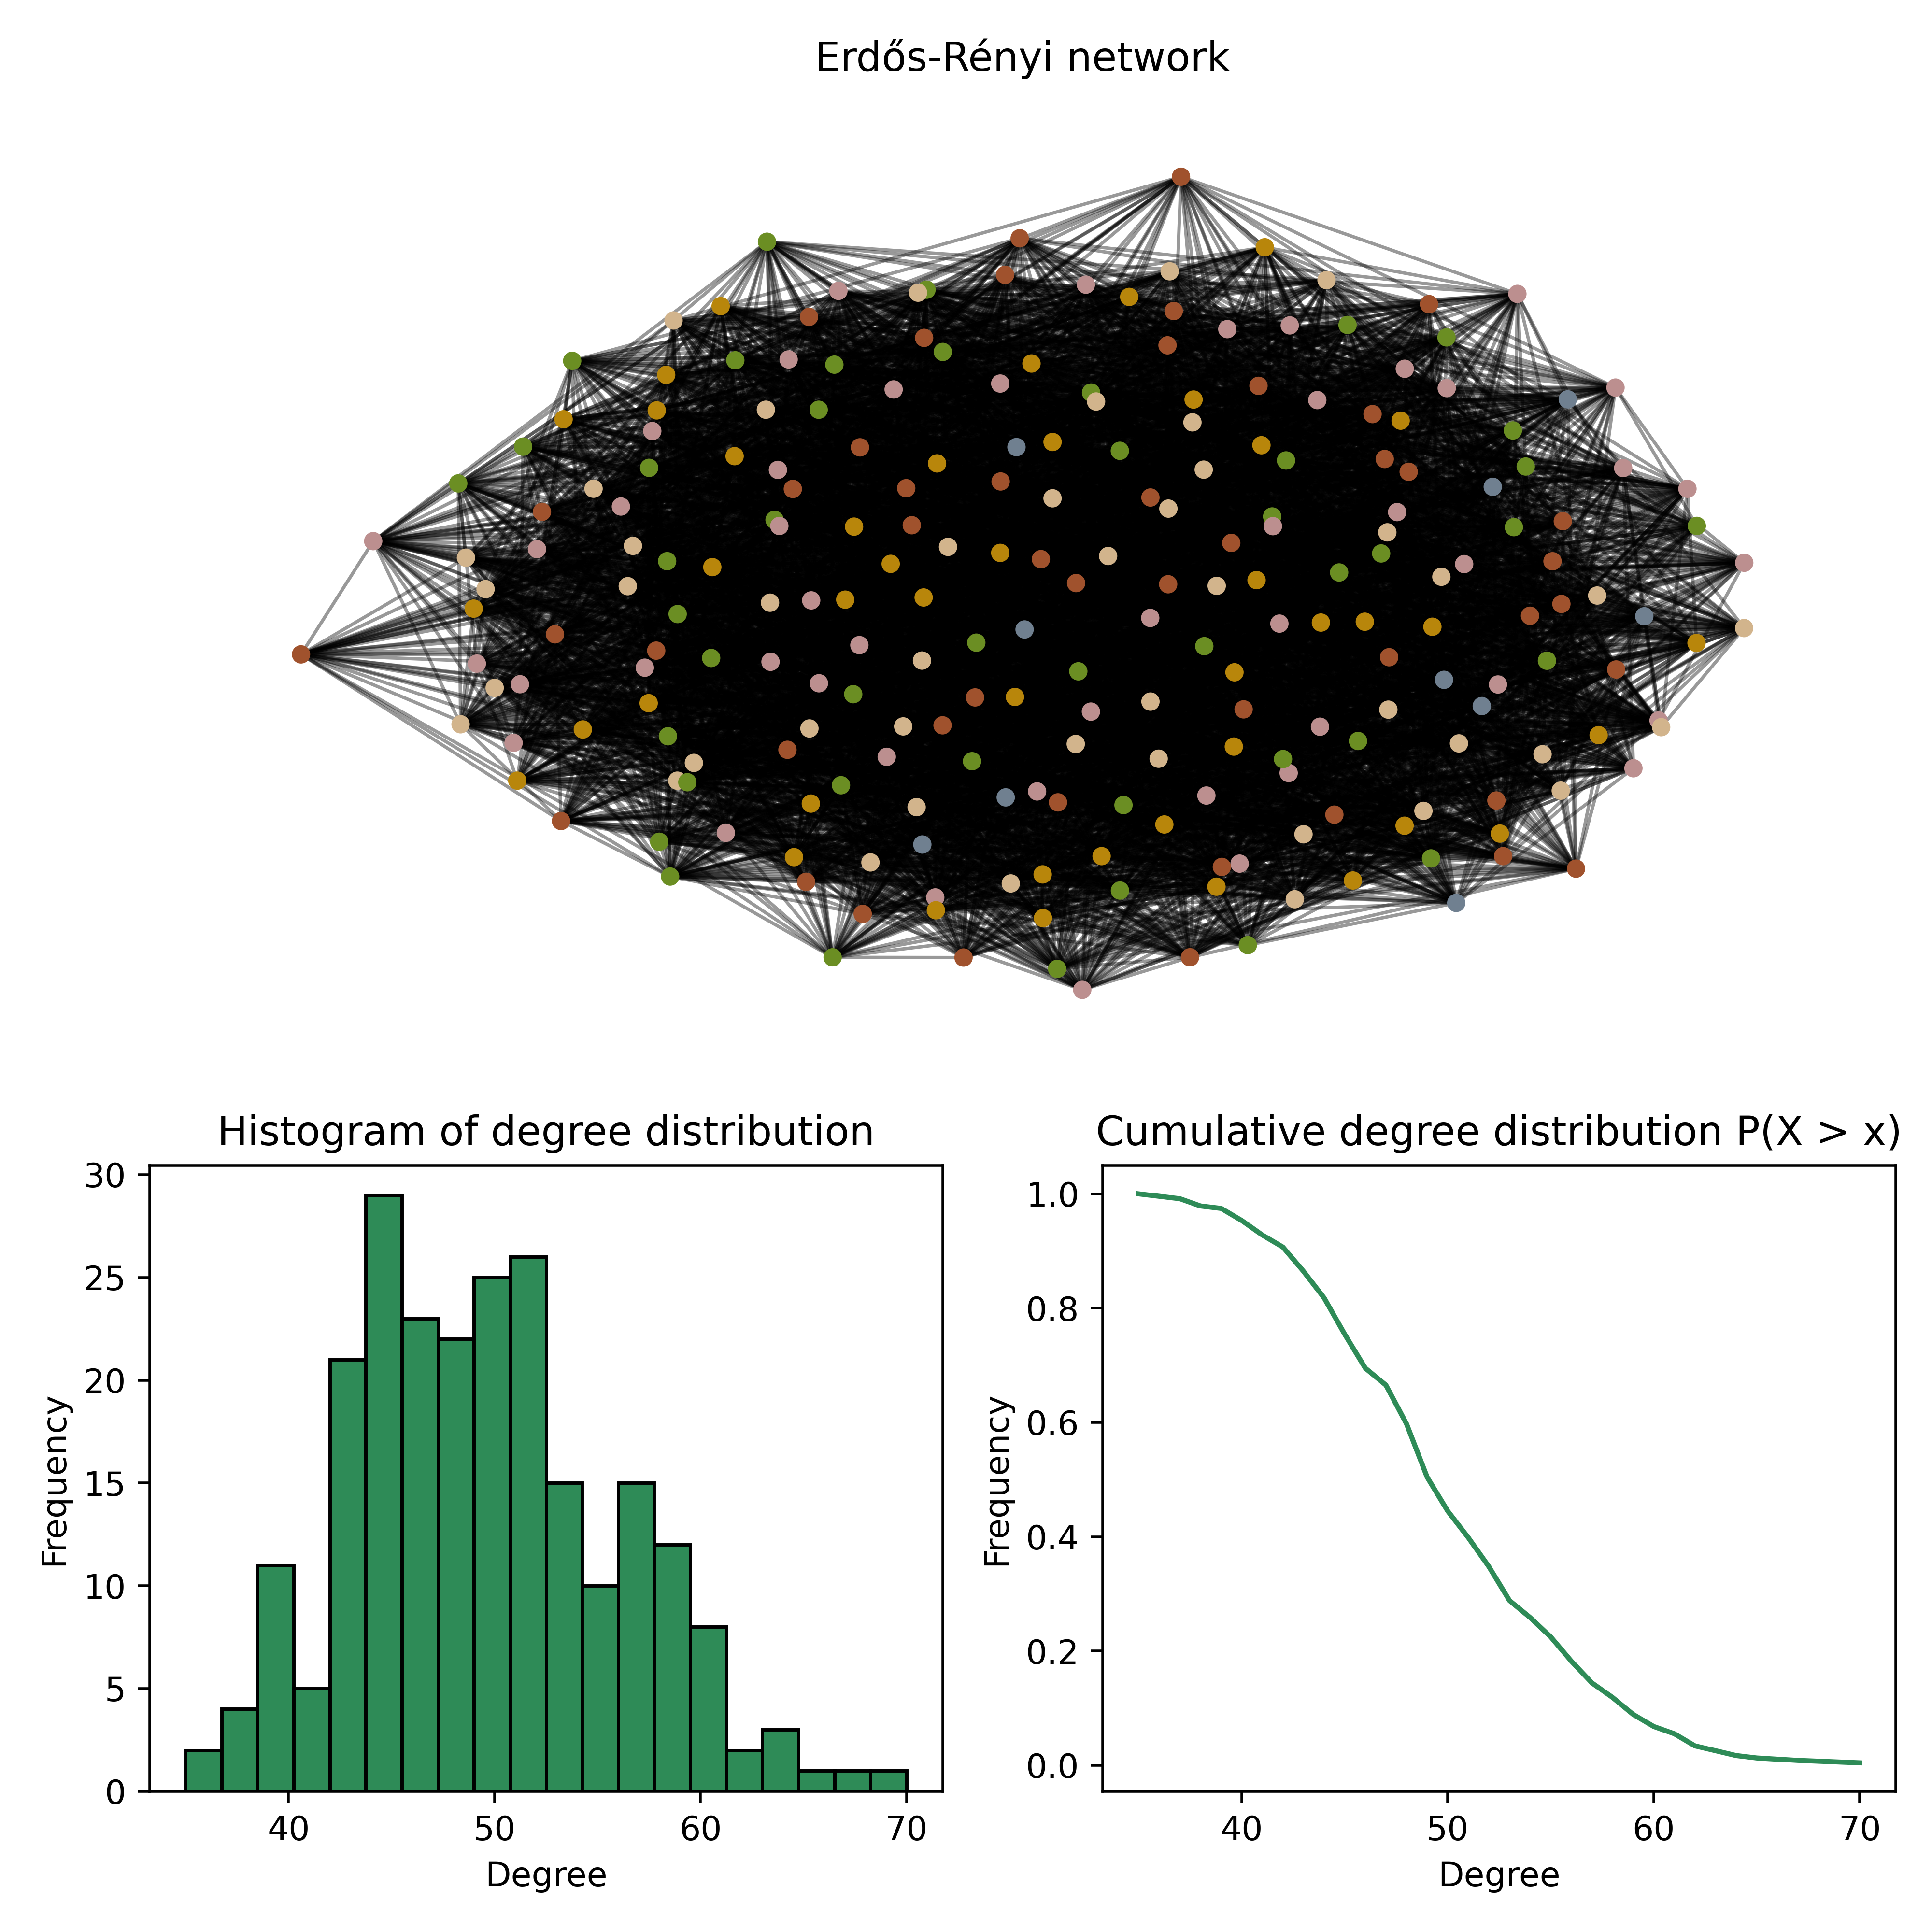 Erdős-Rényi network
Histogram of degree distribution
30
25
20
15
10
5
0
Frequency
40 50 60 70
Degree
Cumulative degree distribution P(X > x)
1.0
0.8
0.6
0.4
0.2
0.0
Frequency
40 50 60 70
Degree